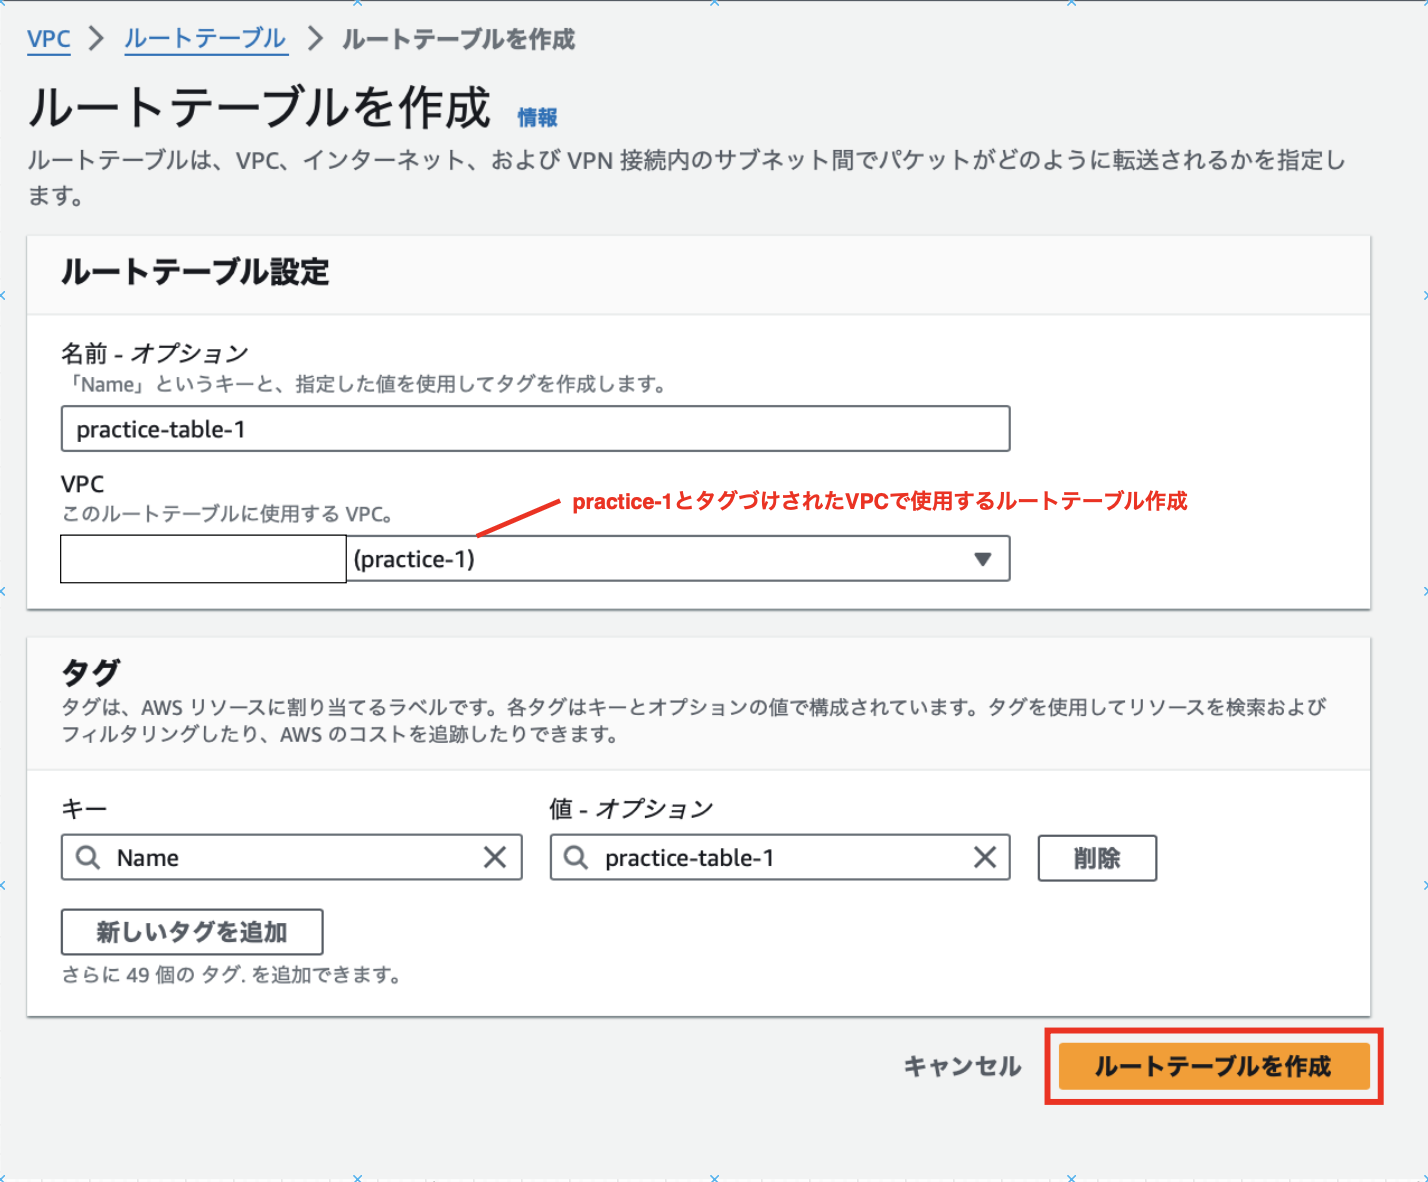 VPC > ルートテーブル > ルートテーブルを作成
ルートテーブルを作成 情報
ルートテーブルは、VPC、インターネット、および VPN 接続内のサブネット間でパケットがどのように転送されるかを指定し
ます。
ルートテーブル設定
名前 - オプション
「Name」というキーと、指定した値を使用してタグを作成します。
practice-table-1
VPC
このルートテーブルに使用する VPC。
practice-1とタグづけされたVPCで使用するルートテーブル作成
(practice-1)
タグ
タグは、AWS リソースに割り当てるラベルです。各タグはキーとオプションの値で構成されています。タグを使用してリソースを検索および
フィルタリングしたり、AWS のコストを追跡したりできます。
キー 値 - オプション
Name practice-table-1 削除
新しいタグを追加
さらに 49 個の タグ. を追加できます。
キャンセル ルートテーブルを作成